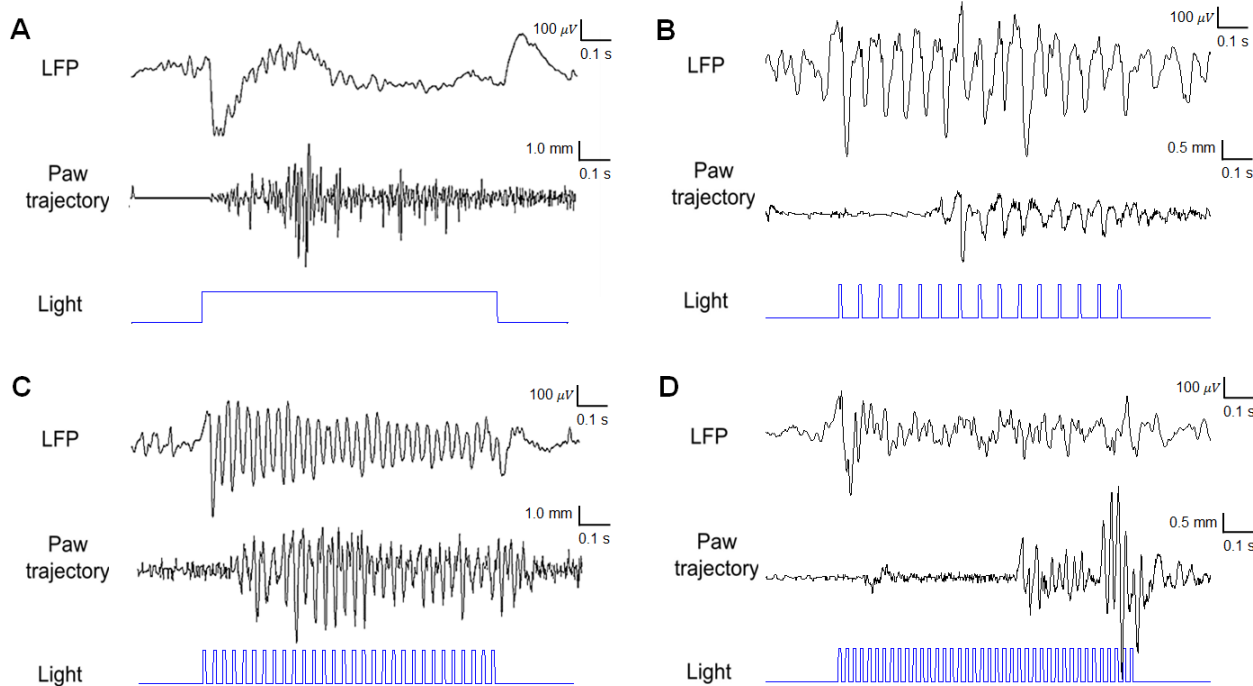 A
LFP
100 μV
0.1 s
Paw
trajectory
1.0 mm
0.1 s
Light
B
LFP
100 μV
0.1 s
Paw
trajectory
0.5 mm
0.1 s
Light
C
LFP
100 μV
0.1 s
Paw
trajectory
1.0 mm
0.1 s
Light
D
LFP
100 μV
0.1 s
Paw
trajectory
0.5 mm
0.1 s
Light